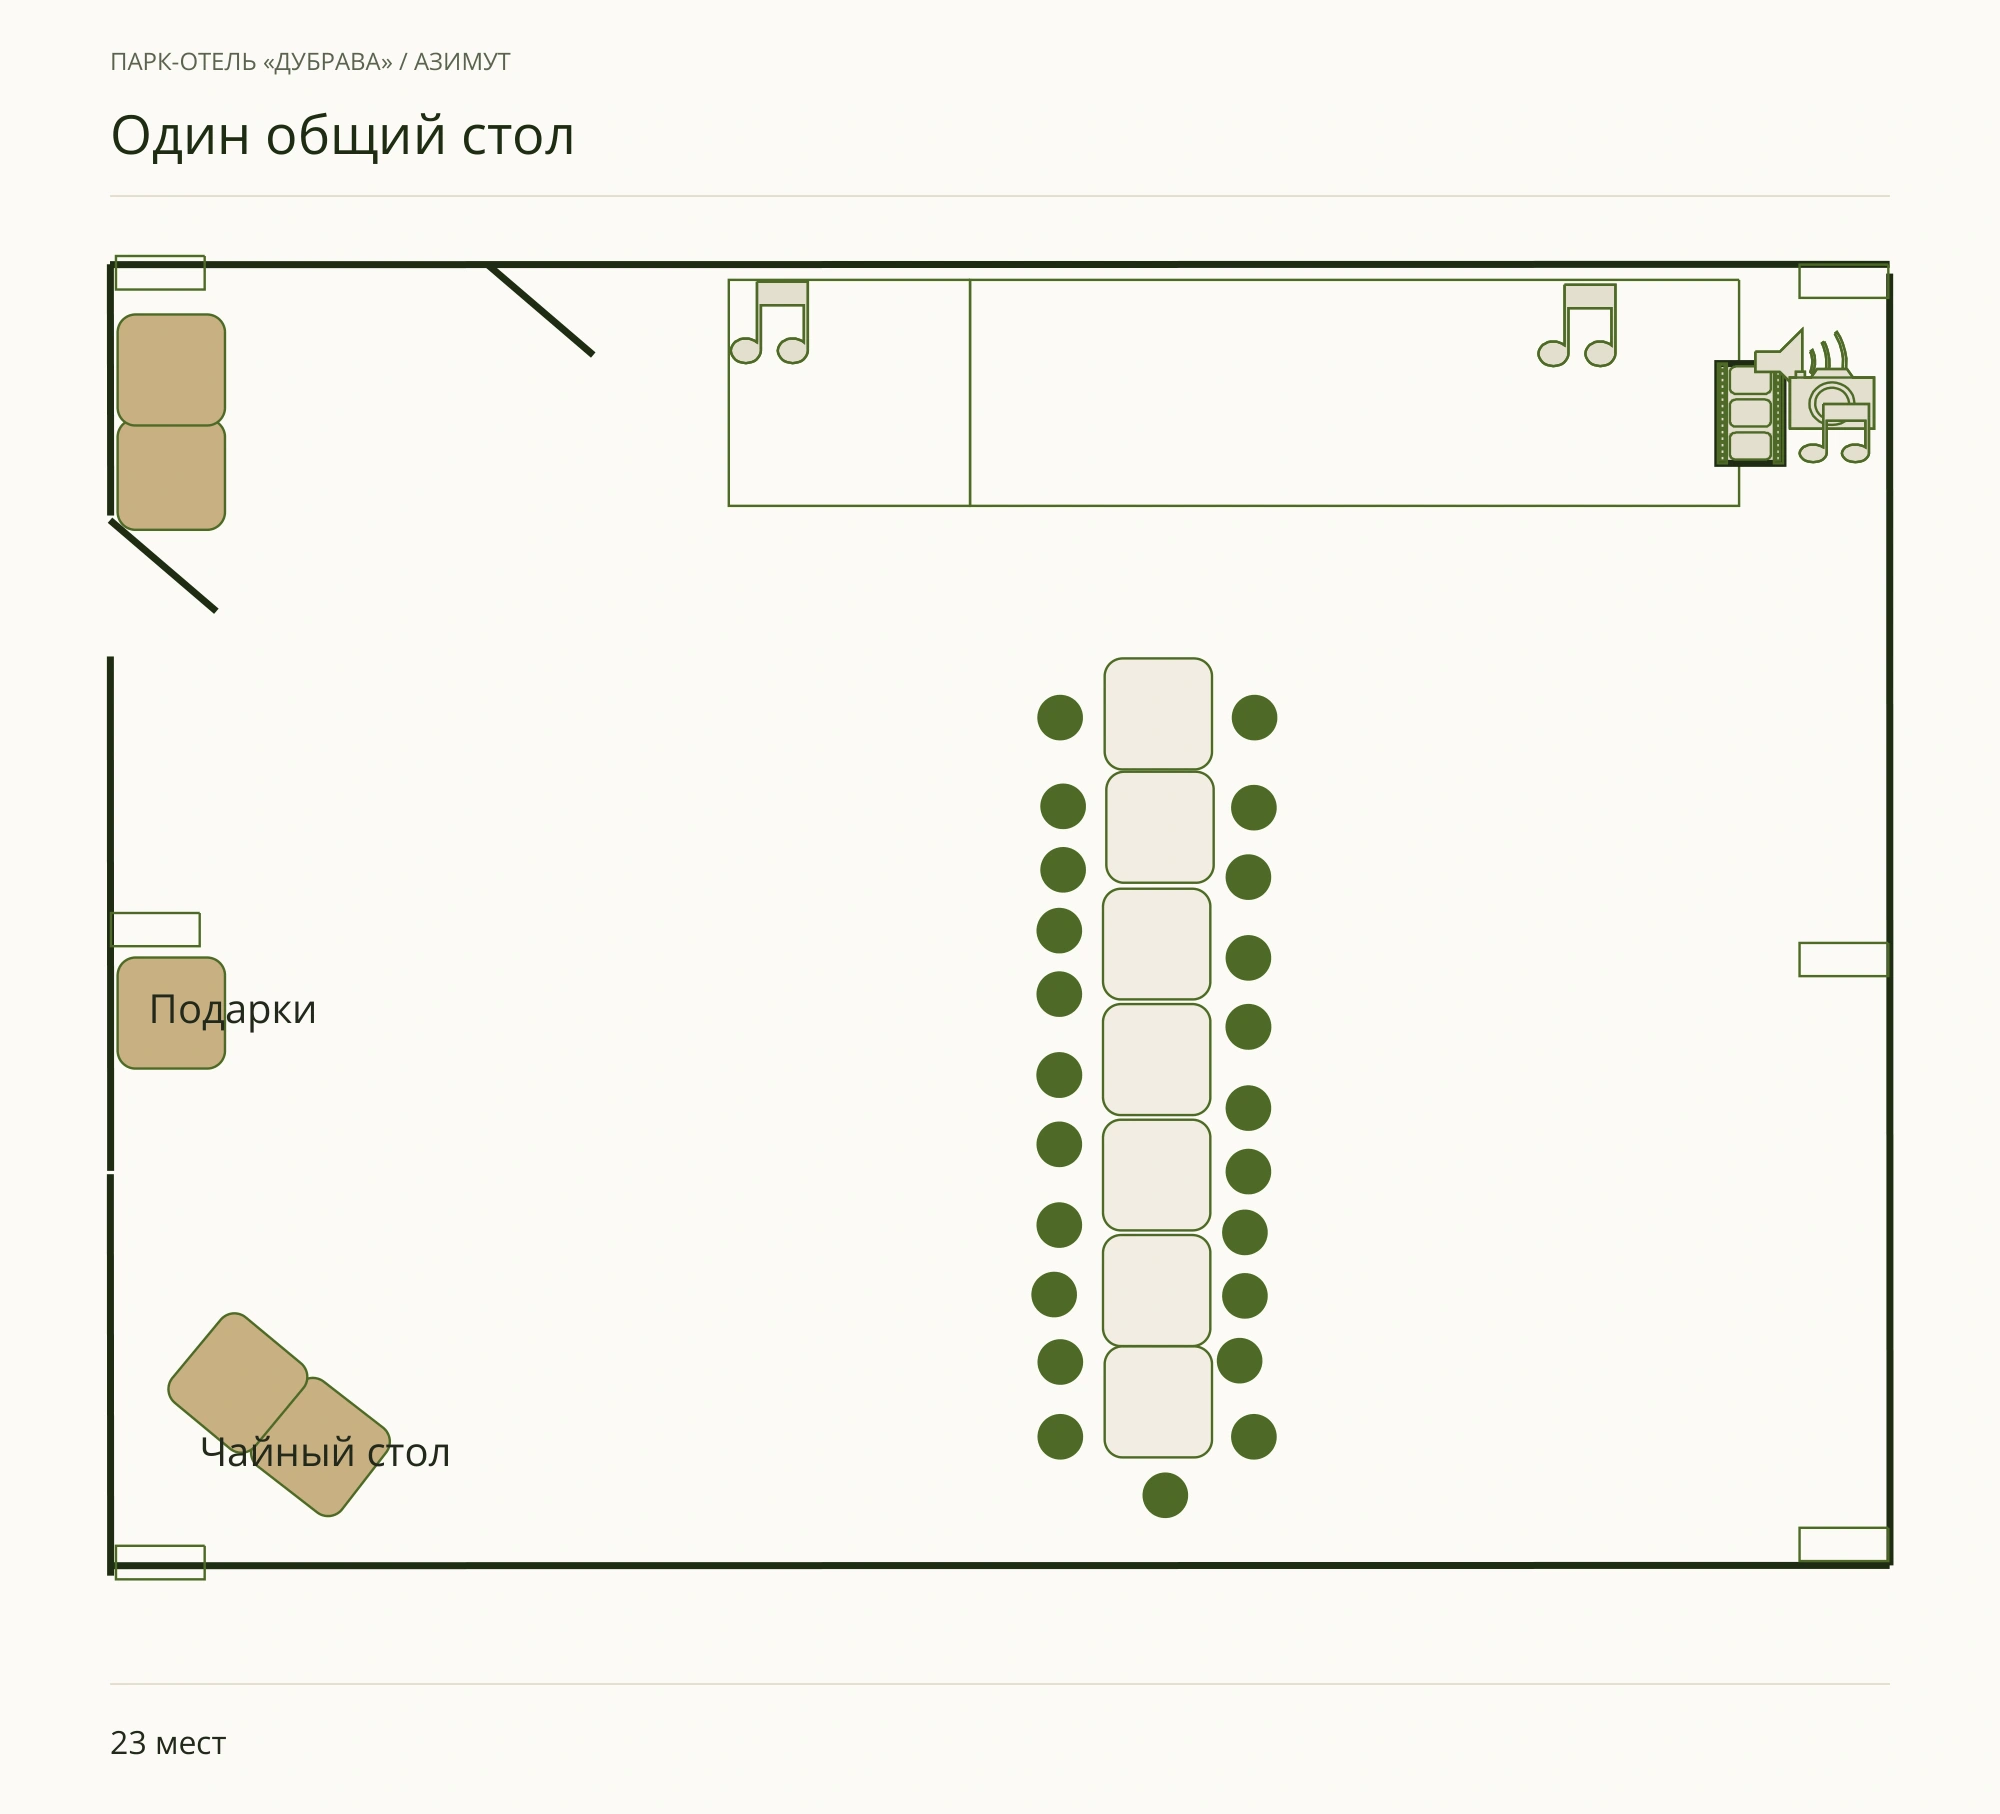 ПАРК-ОТЕЛЬ «ДУБРАВА» / АЗИМУТ
Один общий стол
Подарки
Чайный стол
23 мест